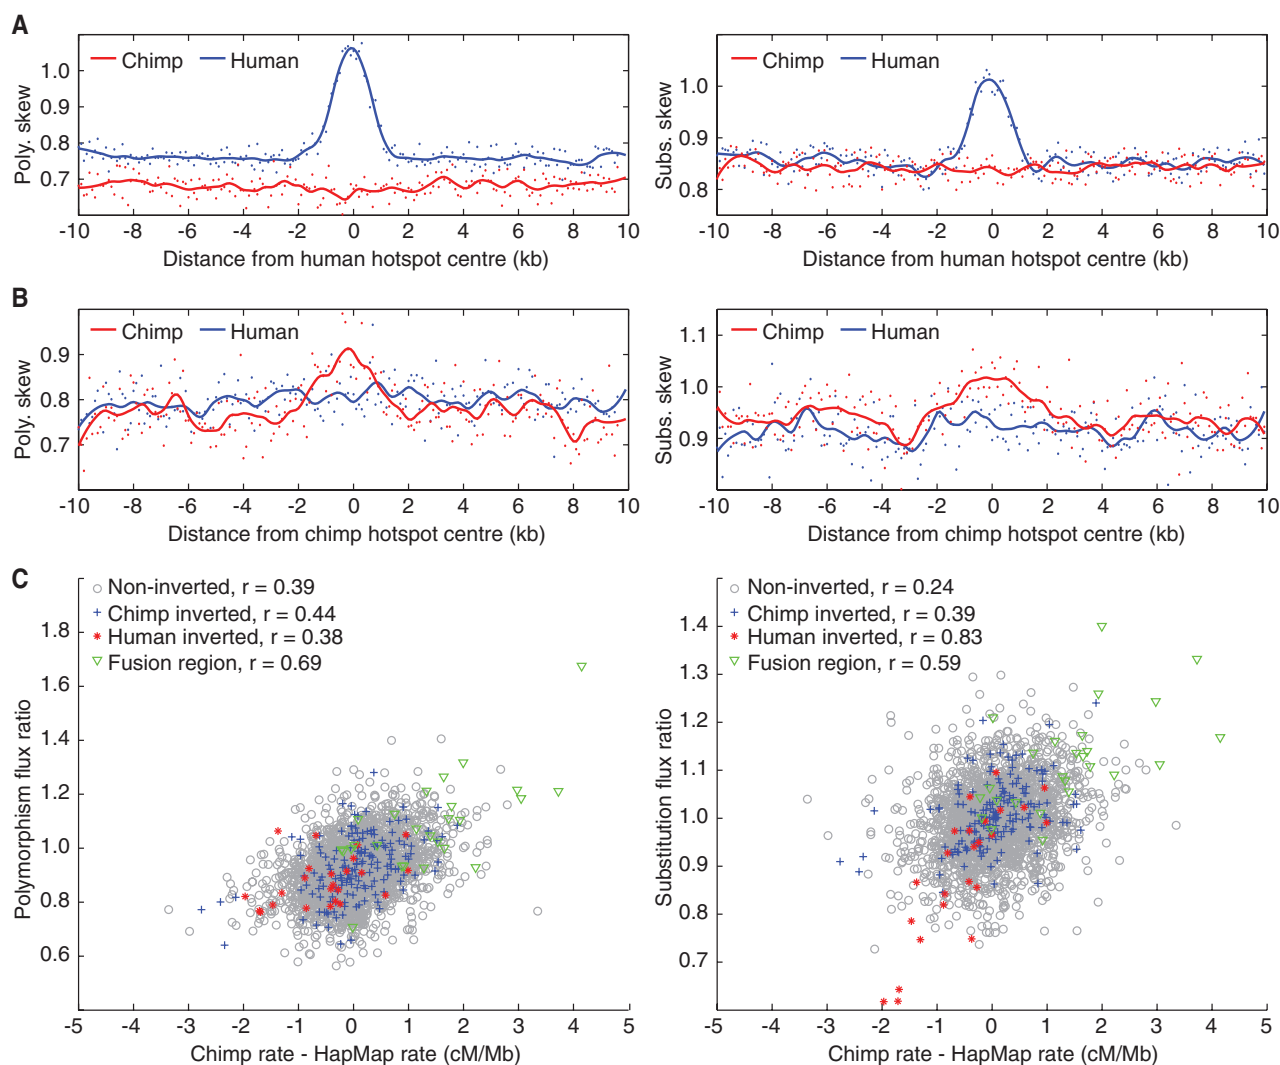 A
Chimp Human
Poly. skew
1.0
0.9
0.8
0.7
-10 -8 -6 -4 -2 0 2 4 6 8 10
Distance from human hotspot centre (kb)
Chimp Human
Subs. skew
1.0
0.9
0.8
-10 -8 -6 -4 -2 0 2 4 6 8 10
Distance from human hotspot centre (kb)
B
Chimp Human
Poly. skew
0.9
0.8
0.7
-10 -8 -6 -4 -2 0 2 4 6 8 10
Distance from chimp hotspot centre (kb)
Chimp Human
Subs. skew
1.1
1.0
0.9
-10 -8 -6 -4 -2 0 2 4 6 8 10
Distance from chimp hotspot centre (kb)
C
Non-inverted, r = 0.39
Chimp inverted, r = 0.44
Human inverted, r = 0.38
Fusion region, r = 0.69
Polymorphism flux ratio
1.8
1.6
1.4
1.2
1.0
0.8
0.6
-5 -4 -3 -2 -1 0 1 2 3 4 5
Chimp rate - HapMap rate (cM/Mb)
Non-inverted, r = 0.24
Chimp inverted, r = 0.39
Human inverted, r = 0.83
Fusion region, r = 0.59
Substitution flux ratio
1.4
1.3
1.2
1.1
1.0
0.9
0.8
0.7
-5 -4 -3 -2 -1 0 1 2 3 4 5
Chimp rate - HapMap rate (cM/Mb)